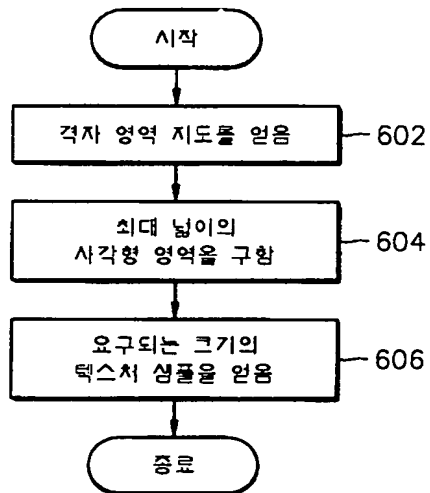 시작
격자 영역 지도를 얻음
602
최대 넓이의
사각형 영역을 구함
604
요구되는 크기의
텍스처 샘플을 얻음
606
종료